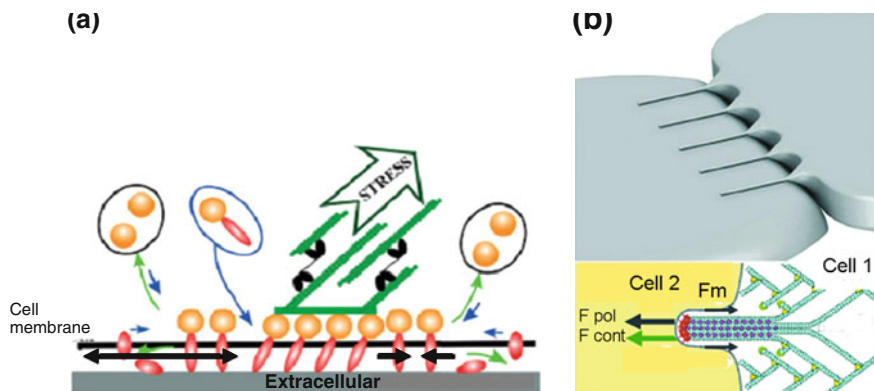 (a)
STRESS
Cell
membrane
Extracellular
(b)
Cell 2
Fm
Cell 1
F pol
F cont